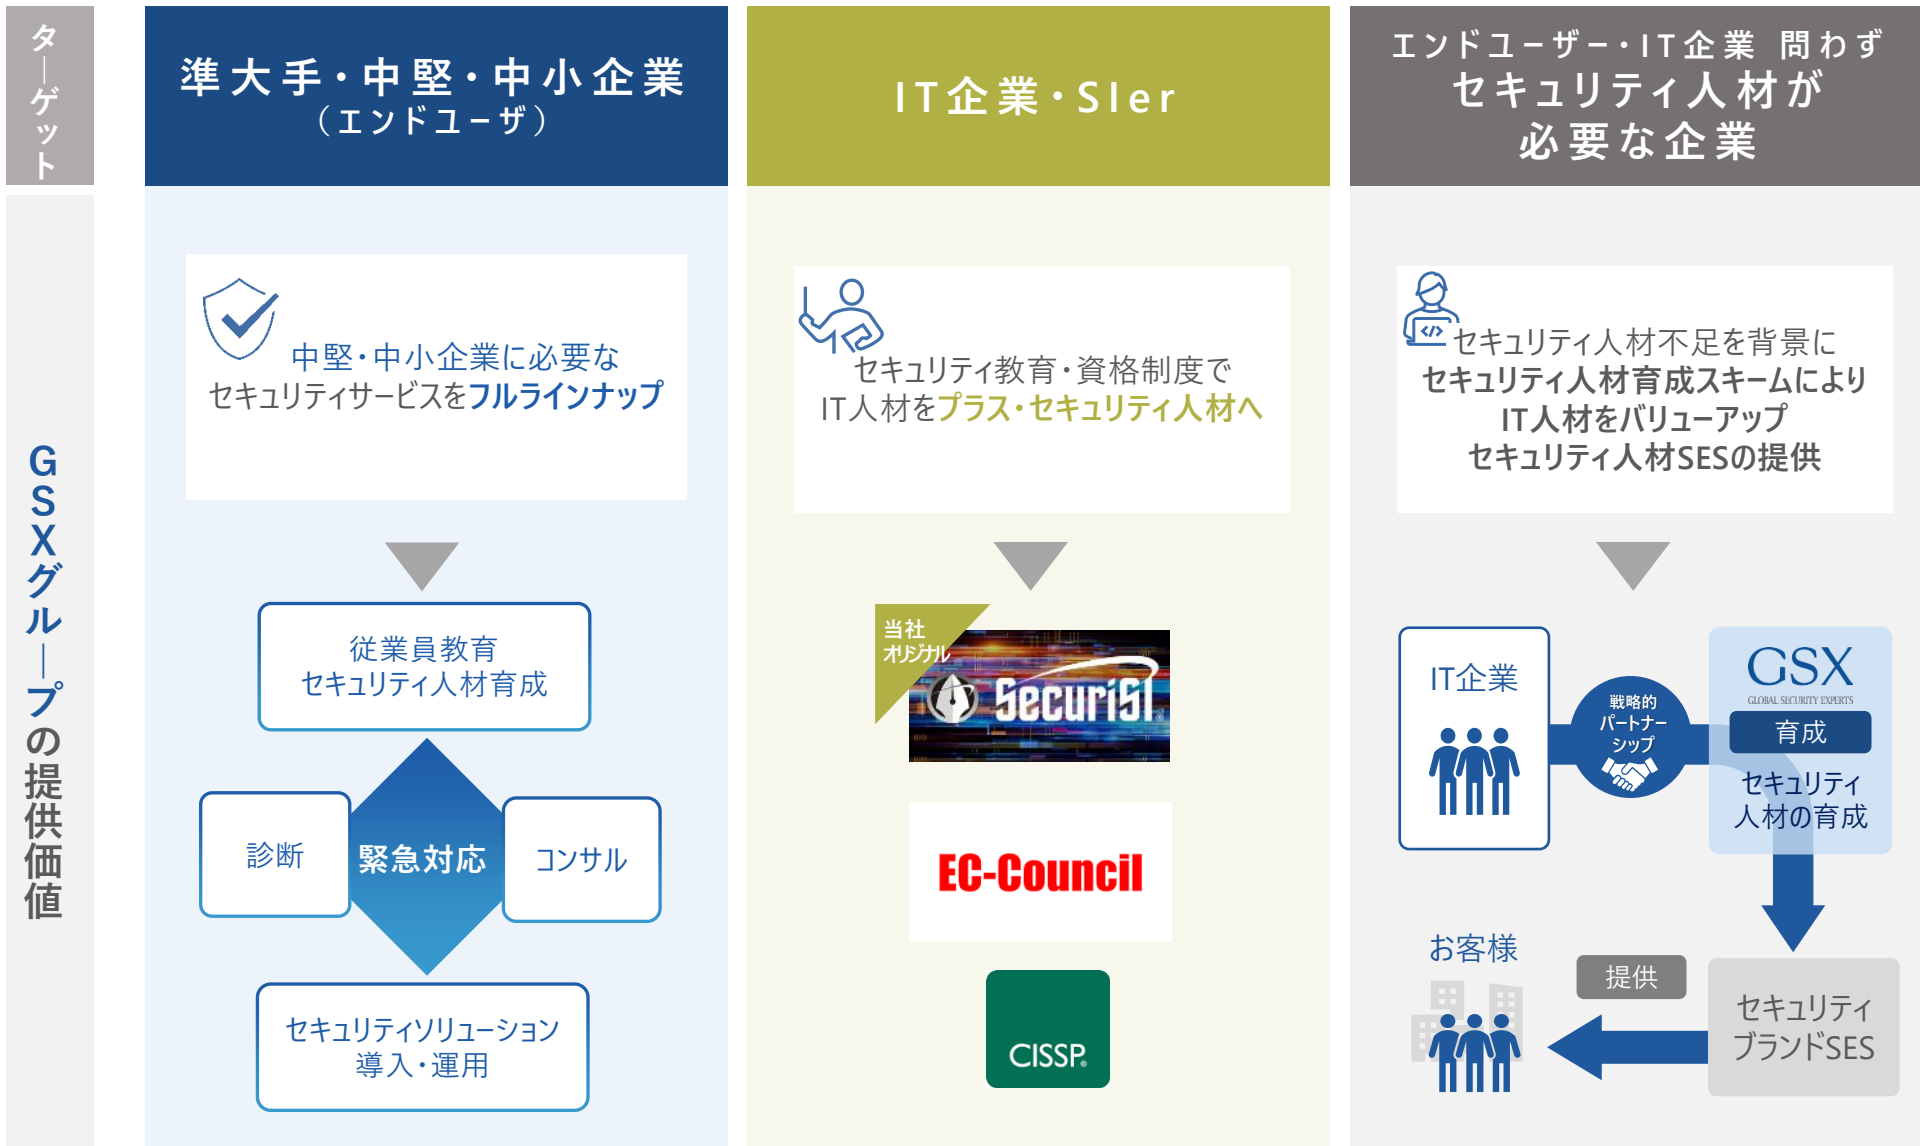 ターゲット
準大手・中堅・中小企業
（エンドユーザ）
IT企業・SIer
エンドユーザー・IT企業 問わず
セキュリティ人材が
必要な企業
GSXグループの提供価値
中堅・中小企業に必要な
セキュリティサービスをフルラインナップ
従業員教育
セキュリティ人材育成
診断
緊急対応
コンサル
セキュリティソリューション
導入・運用
セキュリティ教育・資格制度で
IT人材をプラス・セキュリティ人材へ
当社
オリジナル
SecuriST®
EC-Council
CISSP®
セキュリティ人材不足を背景に
セキュリティ人材育成スキームにより
IT人材をバリューアップ
セキュリティ人材SESの提供
IT企業
戦略的
パートナー
シップ
GSX
GLOBAL SECURITY EXPERTS
育成
セキュリティ
人材の育成
お客様
提供
セキュリティ
ブランドSES